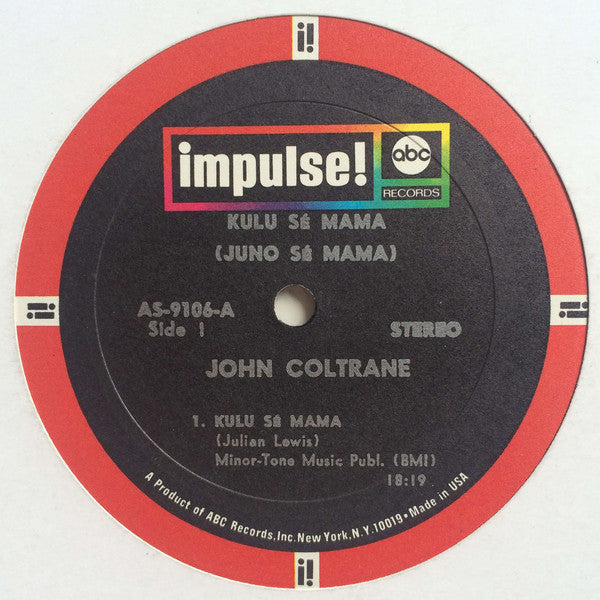 i!
impulse!
abc
RECORDS
KULU Sé MAMA
(JUNO Sé MAMA)
i!
i!
AS-9106-A
Side 1
STEREO
JOHN COLTRANE
1. KULU Sé MAMA
(Julian Lewis)
Minor-Tone Music Publ. (BMI)
18:19
A Product of ABC Records, Inc. New York, N.Y. 10019 • Made in USA
i!